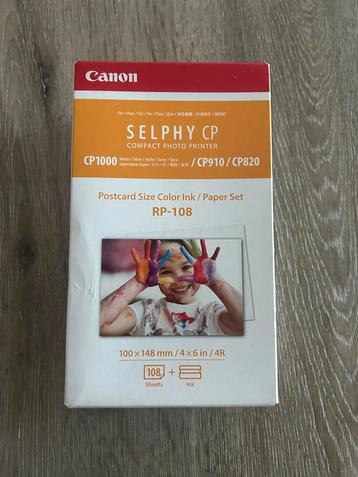 Canon
SELPHY CP
COMPACT PHOTO PRINTER
CP1000 / CP910 / CP820
Postcard Size Color Ink / Paper Set
RP-108
100 x 148 mm / 4 x 6 in / 4R
108 +
Sheets Ink